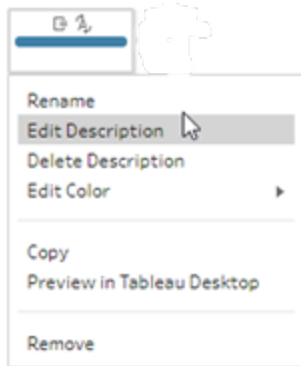 Rename
Edit Description
Delete Description
Edit Color
Copy
Preview in Tableau Desktop
Remove